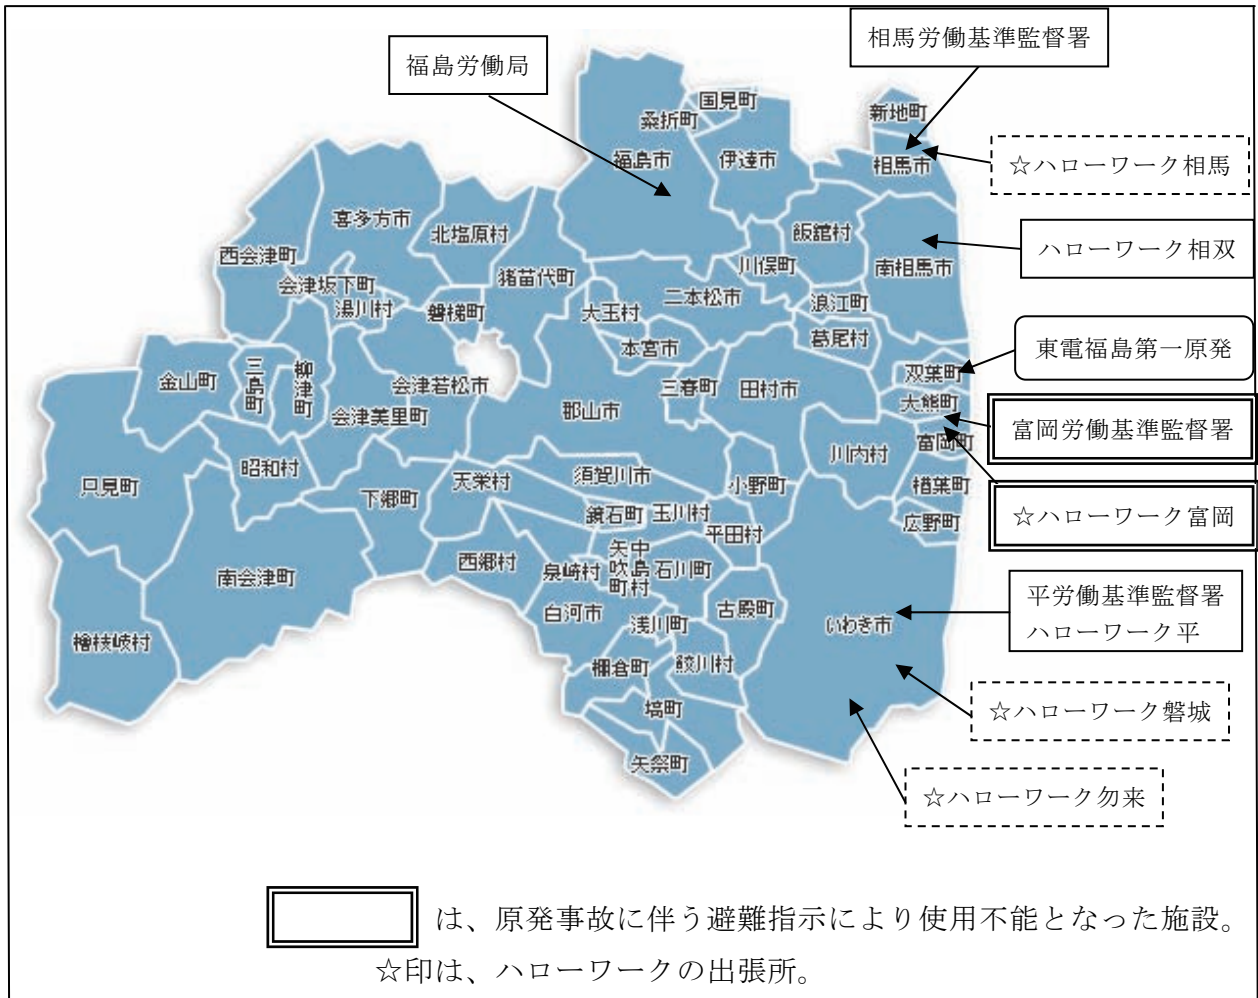 相馬労働基準監督署
福島労働局
国見町
新地町
桑折町
福島市
伊達市
相馬市
☆ハローワーク相馬
喜多方市
北塩原村
飯舘村
西会津町
猪苗代町
川俣町
南相馬市
ハローワーク相双
会津坂下町
湯川村
磐梯町
大玉村
二本松市
浪江町
葛尾村
本宮市
東電福島第一原発
金山町
三島町
柳津町
会津若松市
三春町
田村市
双葉町
大熊町
会津美里町
郡山市
富岡労働基準監督署
富岡町
川内村
只見町
昭和村
下郷町
天栄村
須賀川市
小野町
楢葉町
鏡石町
玉川村
広野町
☆ハローワーク富岡
平田村
西郷村
泉崎村
矢吹町
中島村
石川町
南会津町
白河市
古殿町
浅川町
いわき市
平労働基準監督署
ハローワーク平
檜枝岐村
棚倉町
鮫川村
塙町
☆ハローワーク磐城
矢祭町
☆ハローワーク勿来
は、原発事故に伴う避難指示により使用不能となった施設。
☆印は、ハローワークの出張所。